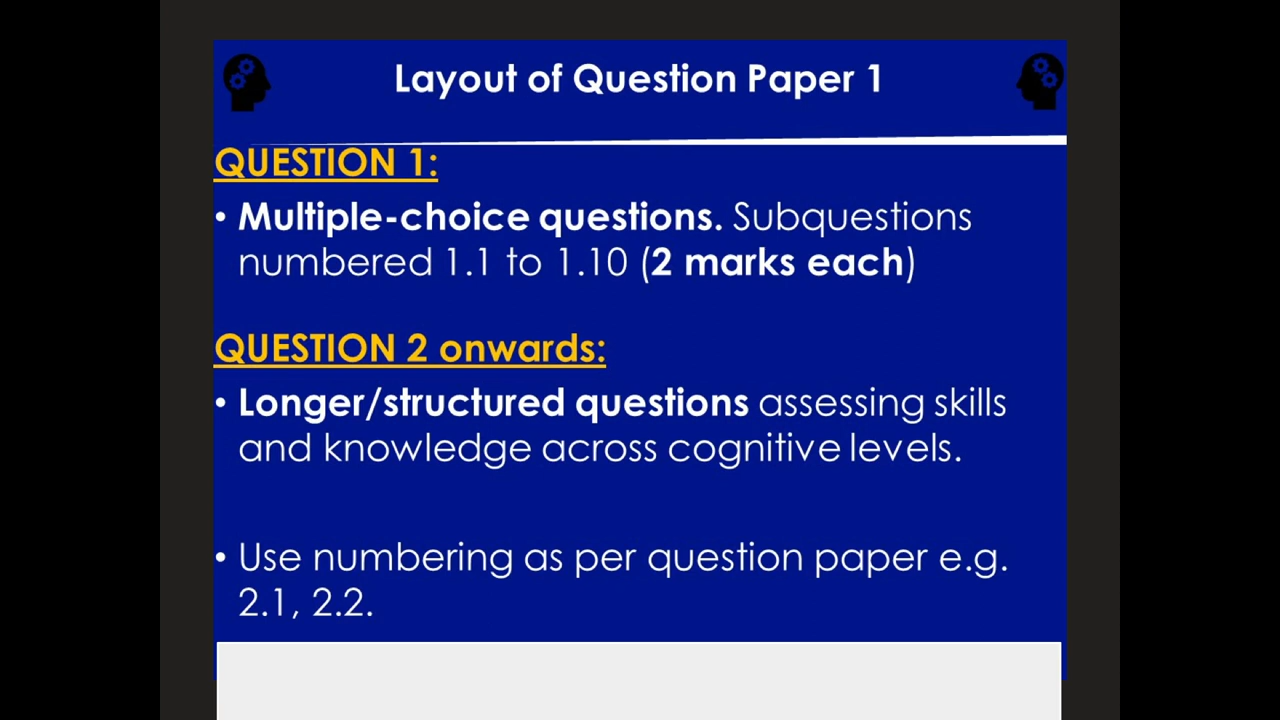 Layout of Question Paper 1
QUESTION 1:
• Multiple-choice questions. Subquestions
numbered 1.1 to 1.10 (2 marks each)
QUESTION 2 onwards:
• Longer/structured questions assessing skills
and knowledge across cognitive levels.
• Use numbering as per question paper e.g.
2.1, 2.2.